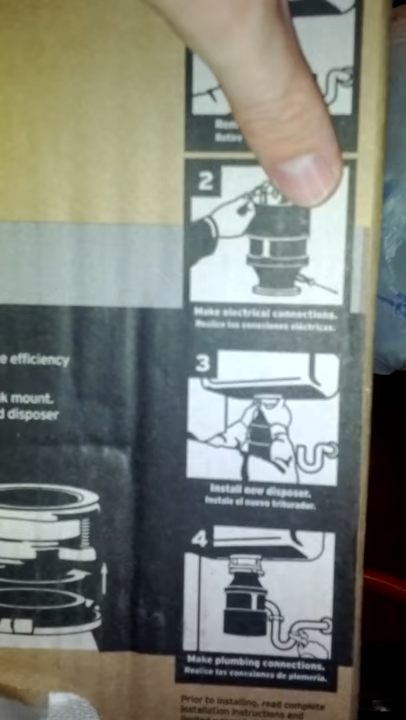 Retire
2
Make electrical connections.
Realice las conexiones eléctricas.
e efficiency
k mount.
d disposer
3
Install new disposer.
Instale el nuevo triturador.
4
Make plumbing connections.
Realice las conexiones de plomería.
Prior to installing, read complete
installation instructions and